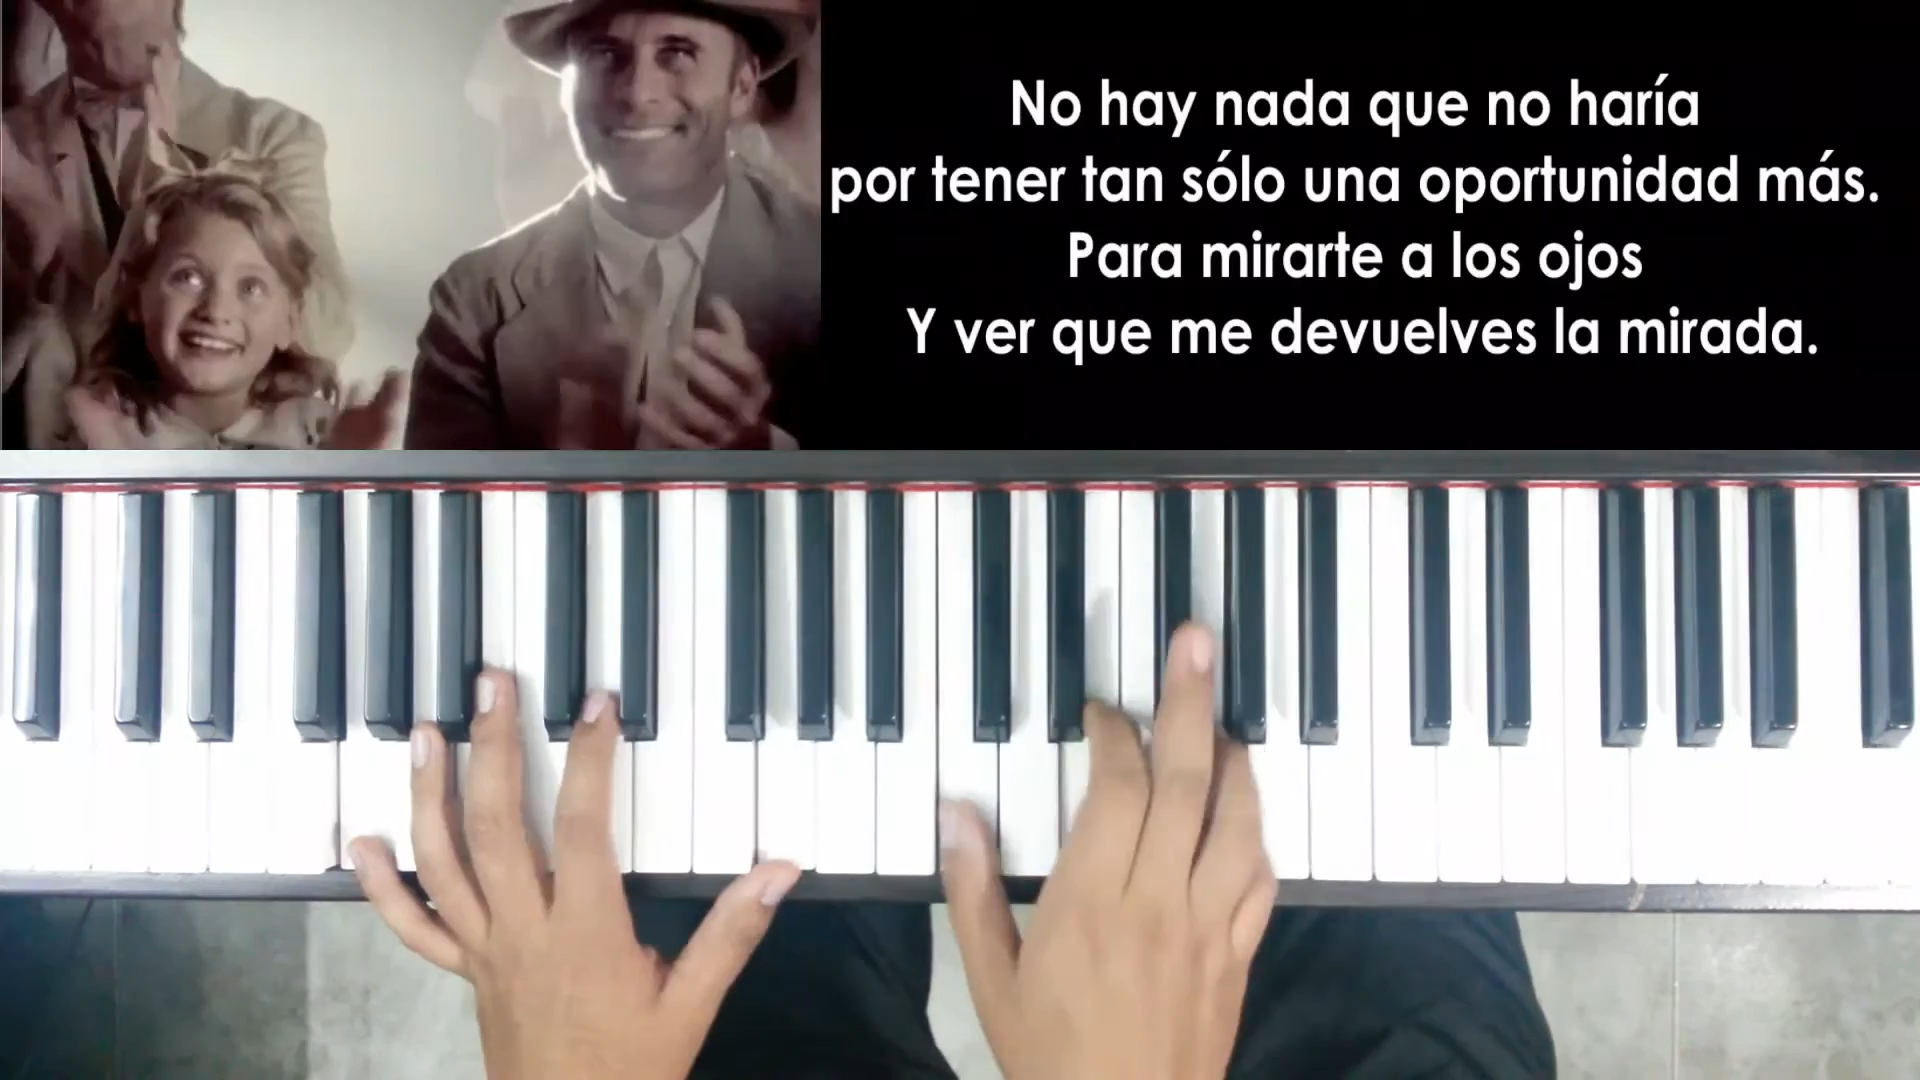 No hay nada que no haría
por tener tan sólo una oportunidad más.
Para mirarte a los ojos
Y ver que me devuelves la mirada.